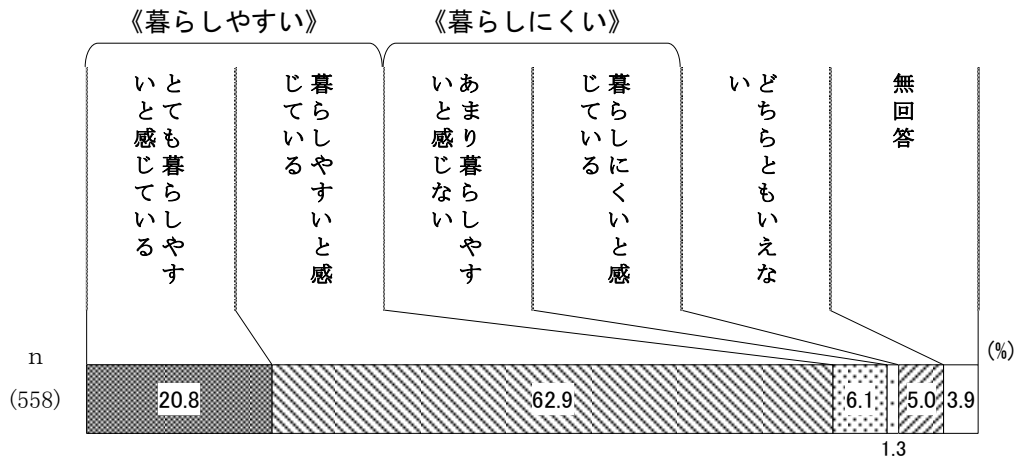 《暮らしやすい》
《暮らしにくい》
とても暮らしやす
いと感じている
暮らしやすいと感
じている
あまり暮らしやす
いと感じない
暮らしにくいと感
じている
どちらともいえな
い
無回答
(%)
n
(558)
20.8
62.9
6.1
1.3
5.0
3.9